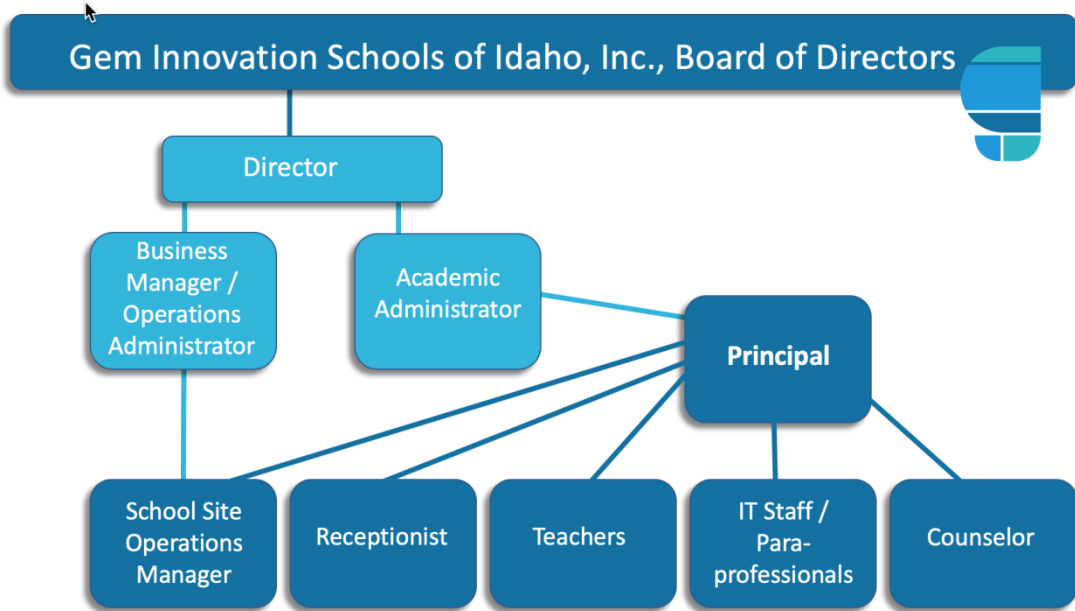 Gem Innovation Schools of Idaho, Inc., Board of Directors
Director
Business
Manager /
Operations
Administrator
Academic
Administrator
Principal
School Site
Operations
Manager
Receptionist
Teachers
IT Staff /
Para-
professionals
Counselor